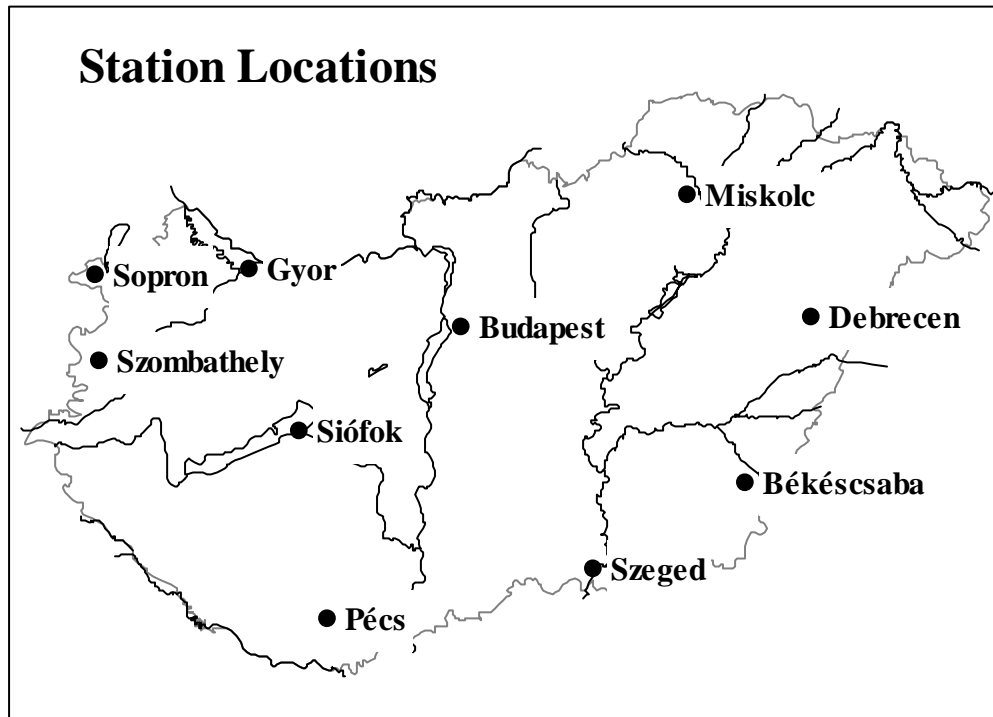 Station Locations
Miskolc
Sopron
Gyor
Budapest
Debrecen
Szombathely
Siófok
Békéscsaba
Szeged
Pécs